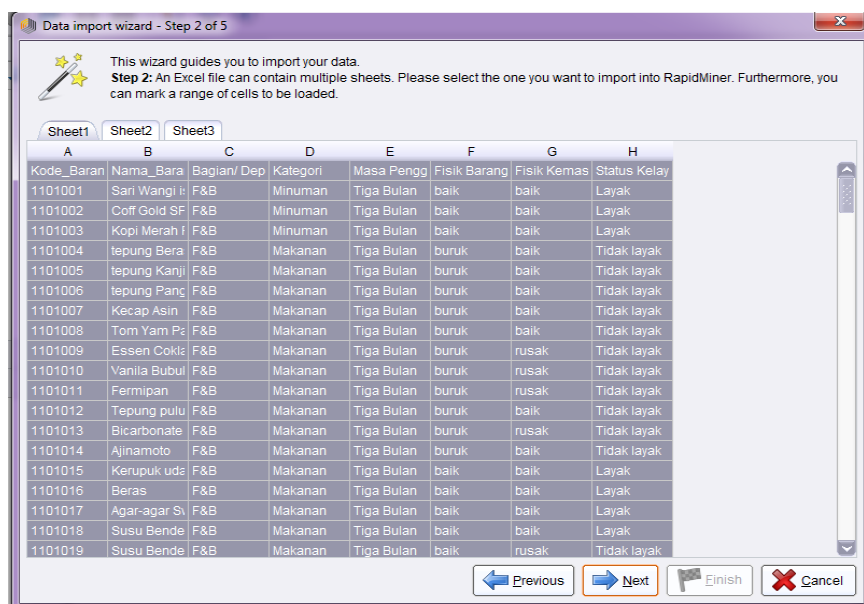 Data import wizard - Step 2 of 5
This wizard guides you to import your data.
Step 2: An Excel file can contain multiple sheets. Please select the one you want to import into RapidMiner. Furthermore, you
can mark a range of cells to be loaded.
Sheet1 Sheet2 Sheet3
A B C D E F G H
Kode_Baran Nama_Bara Bagian/ Dep Kategori Masa Pengg Fisik Barang Fisik Kemas Status Kelay
1101001 Sari Wangi F&B Minuman Tiga Bulan baik baik Layak
1101002 Coff Gold SF F&B Minuman Tiga Bulan baik baik Layak
1101003 Kopi Merah F&B Minuman Tiga Bulan baik baik Layak
1101004 tepung Bera F&B Makanan Tiga Bulan buruk baik Tidak layak
1101005 tepung Kanji F&B Makanan Tiga Bulan buruk baik Tidak layak
1101006 tepung Pang F&B Makanan Tiga Bulan buruk baik Tidak layak
1101007 Kecap Asin F&B Makanan Tiga Bulan buruk baik Tidak layak
1101008 Tom Yam Pa F&B Makanan Tiga Bulan buruk baik Tidak layak
1101009 Essen Cokla F&B Makanan Tiga Bulan buruk rusak Tidak layak
1101010 Vanila Bubul F&B Makanan Tiga Bulan buruk rusak Tidak layak
1101011 Fermipan F&B Makanan Tiga Bulan buruk rusak Tidak layak
1101012 Tepung pulu F&B Makanan Tiga Bulan buruk baik Tidak layak
1101013 Bicarbonate F&B Makanan Tiga Bulan buruk rusak Tidak layak
1101014 Ajinamoto F&B Makanan Tiga Bulan buruk baik Tidak layak
1101015 Kerupuk uda F&B Makanan Tiga Bulan baik baik Layak
1101016 Beras F&B Makanan Tiga Bulan baik baik Layak
1101017 Agar-agar F&B Makanan Tiga Bulan baik baik Layak
1101018 Susu Bende F&B Makanan Tiga Bulan baik baik Layak
1101019 Susu Bende F&B Makanan Tiga Bulan baik rusak Tidak layak
Previous Next Finish Cancel